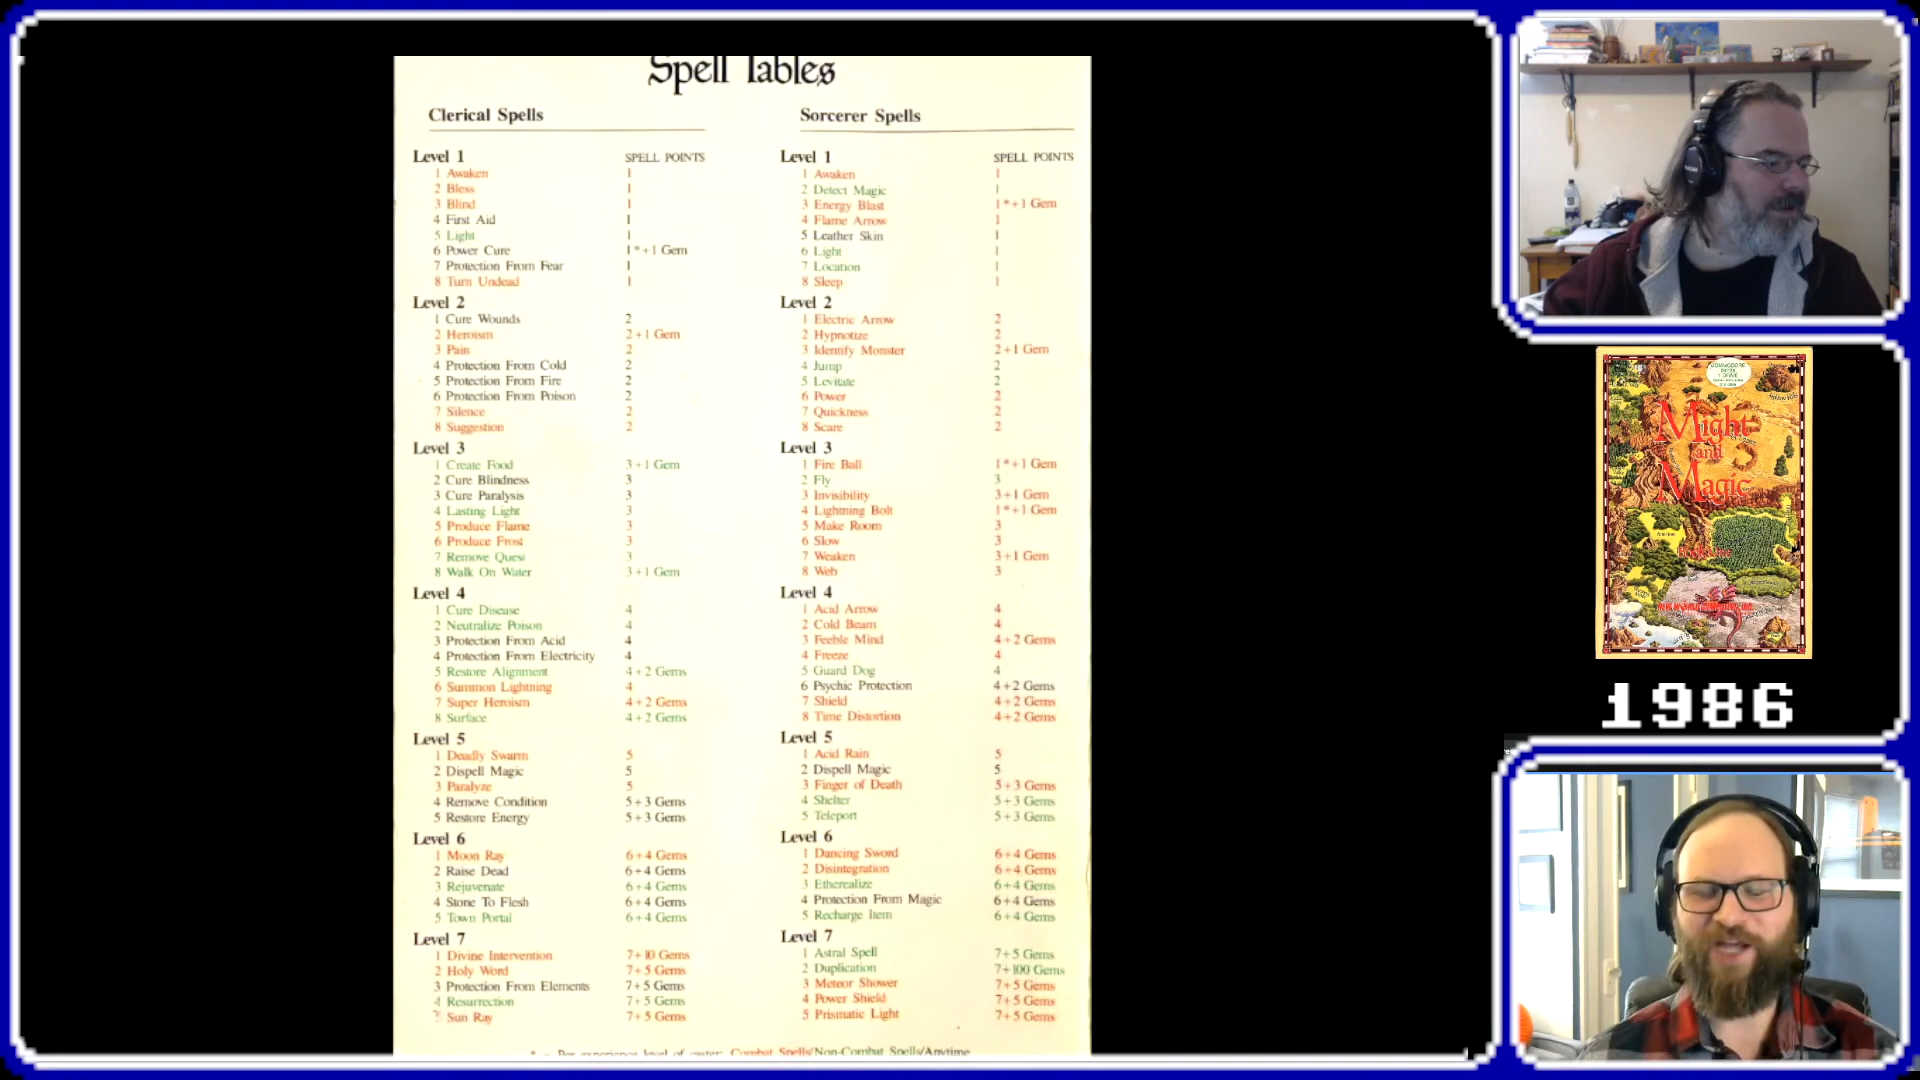 Spell Tables
Clerical Spells
Level 1 SPELL POINTS
1 Awaken 1
2 Bless 1
3 Blind 1
4 First Aid 1
5 Light 1
6 Power Cure 1*+1 Gem
7 Protection From Fear 1
8 Turn Undead 1
Level 2
1 Cure Wounds 2
2 Heroism 2+1 Gem
3 Pain 2
4 Protection From Cold 2
5 Protection From Fire 2
6 Protection From Poison 2
7 Silence 2
8 Suggestion 2
Level 3
1 Create Food 3+1 Gem
2 Cure Blindness 3
3 Cure Paralysis 3
4 Lasting Light 3
5 Produce Flame 3
6 Produce Frost 3
7 Remove Quest 3
8 Walk On Water 3+1 Gem
Level 4
1 Cure Disease 4
2 Neutralize Poison 4
3 Protection From Acid 4
4 Protection From Electricity 4
5 Restore Alignment 4+2 Gems
6 Summon Lightning 4
7 Super Heroism 4+2 Gems
8 Surface 4+2 Gems
Level 5
1 Deadly Swarm 5
2 Dispell Magic 5
3 Paralyze 5
4 Remove Condition 5+3 Gems
5 Restore Energy 5+3 Gems
Level 6
1 Moon Ray 6+4 Gems
2 Raise Dead 6+4 Gems
3 Rejuvenate 6+4 Gems
4 Stone To Flesh 6+4 Gems
5 Town Portal 6+4 Gems
Level 7
1 Divine Intervention 7+10 Gems
2 Holy Word 7+5 Gems
3 Protection From Elements 7+5 Gems
4 Resurrection 7+5 Gems
Sun Ray 7+5 Gems
Sorcerer Spells
Level 1 SPELL POINTS
1 Awaken 1
2 Detect Magic 1
3 Energy Blast 1*+1 Gem
4 Flame Arrow 1
5 Leather Skin 1
6 Light 1
7 Location 1
8 Sleep 1
Level 2
1 Electric Arrow 2
2 Hypnotize 2
3 Identify Monster 2+1 Gem
4 Jump 2
5 Levitate 2
6 Power 2
7 Quickness 2
8 Scare 2
Level 3
1 Fire Ball 1*+1 Gem
2 Fly 3
3 Invisibility 3+1 Gem
4 Lightning Bolt 1*+1 Gem
5 Make Room 3
6 Slow 3
7 Weaken 3+1 Gem
8 Web 3
Level 4
1 Acid Arrow 4
2 Cold Beam 4
3 Feeble Mind 4+2 Gems
4 Freeze 4
5 Guard Dog 4
6 Psychic Protection 4+2 Gems
7 Shield 4+2 Gems
8 Time Distortion 4+2 Gems
Level 5
1 Acid Rain 5
2 Dispell Magic 5
3 Finger of Death 5+3 Gems
4 Shelter 5+3 Gems
5 Teleport 5+3 Gems
Level 6
1 Dancing Sword 6+4 Gems
2 Disintegration 6+4 Gems
3 Etherealize 6+4 Gems
4 Protection From Magic 6+4 Gems
5 Recharge Item 6+4 Gems
Level 7
1 Astral Spell 7+5 Gems
2 Duplication 7+100 Gems
3 Meteor Shower 7+5 Gems
4 Power Shield 7+5 Gems
5 Prismatic Light 7+5 Gems
* - Per experience level of caster; Combat Spells/Non-Combat Spells/Anytime
COMMODORE
Might
and
Magic
1986